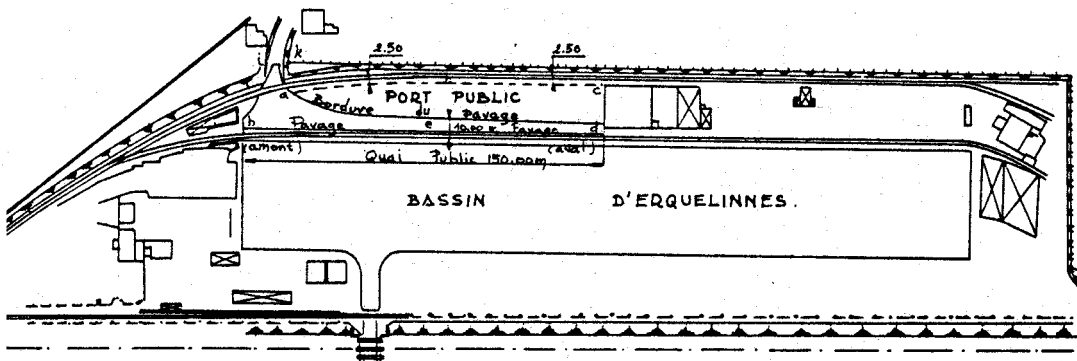 k
2.50 2.50
a
c
PORT PUBLIC
Bordure du Pavage
b
e
d
Pavage
10.00 m Pavage
(amont)
(aval)
Quai Public 150.00m
BASSIN D'ERQUELINNES.